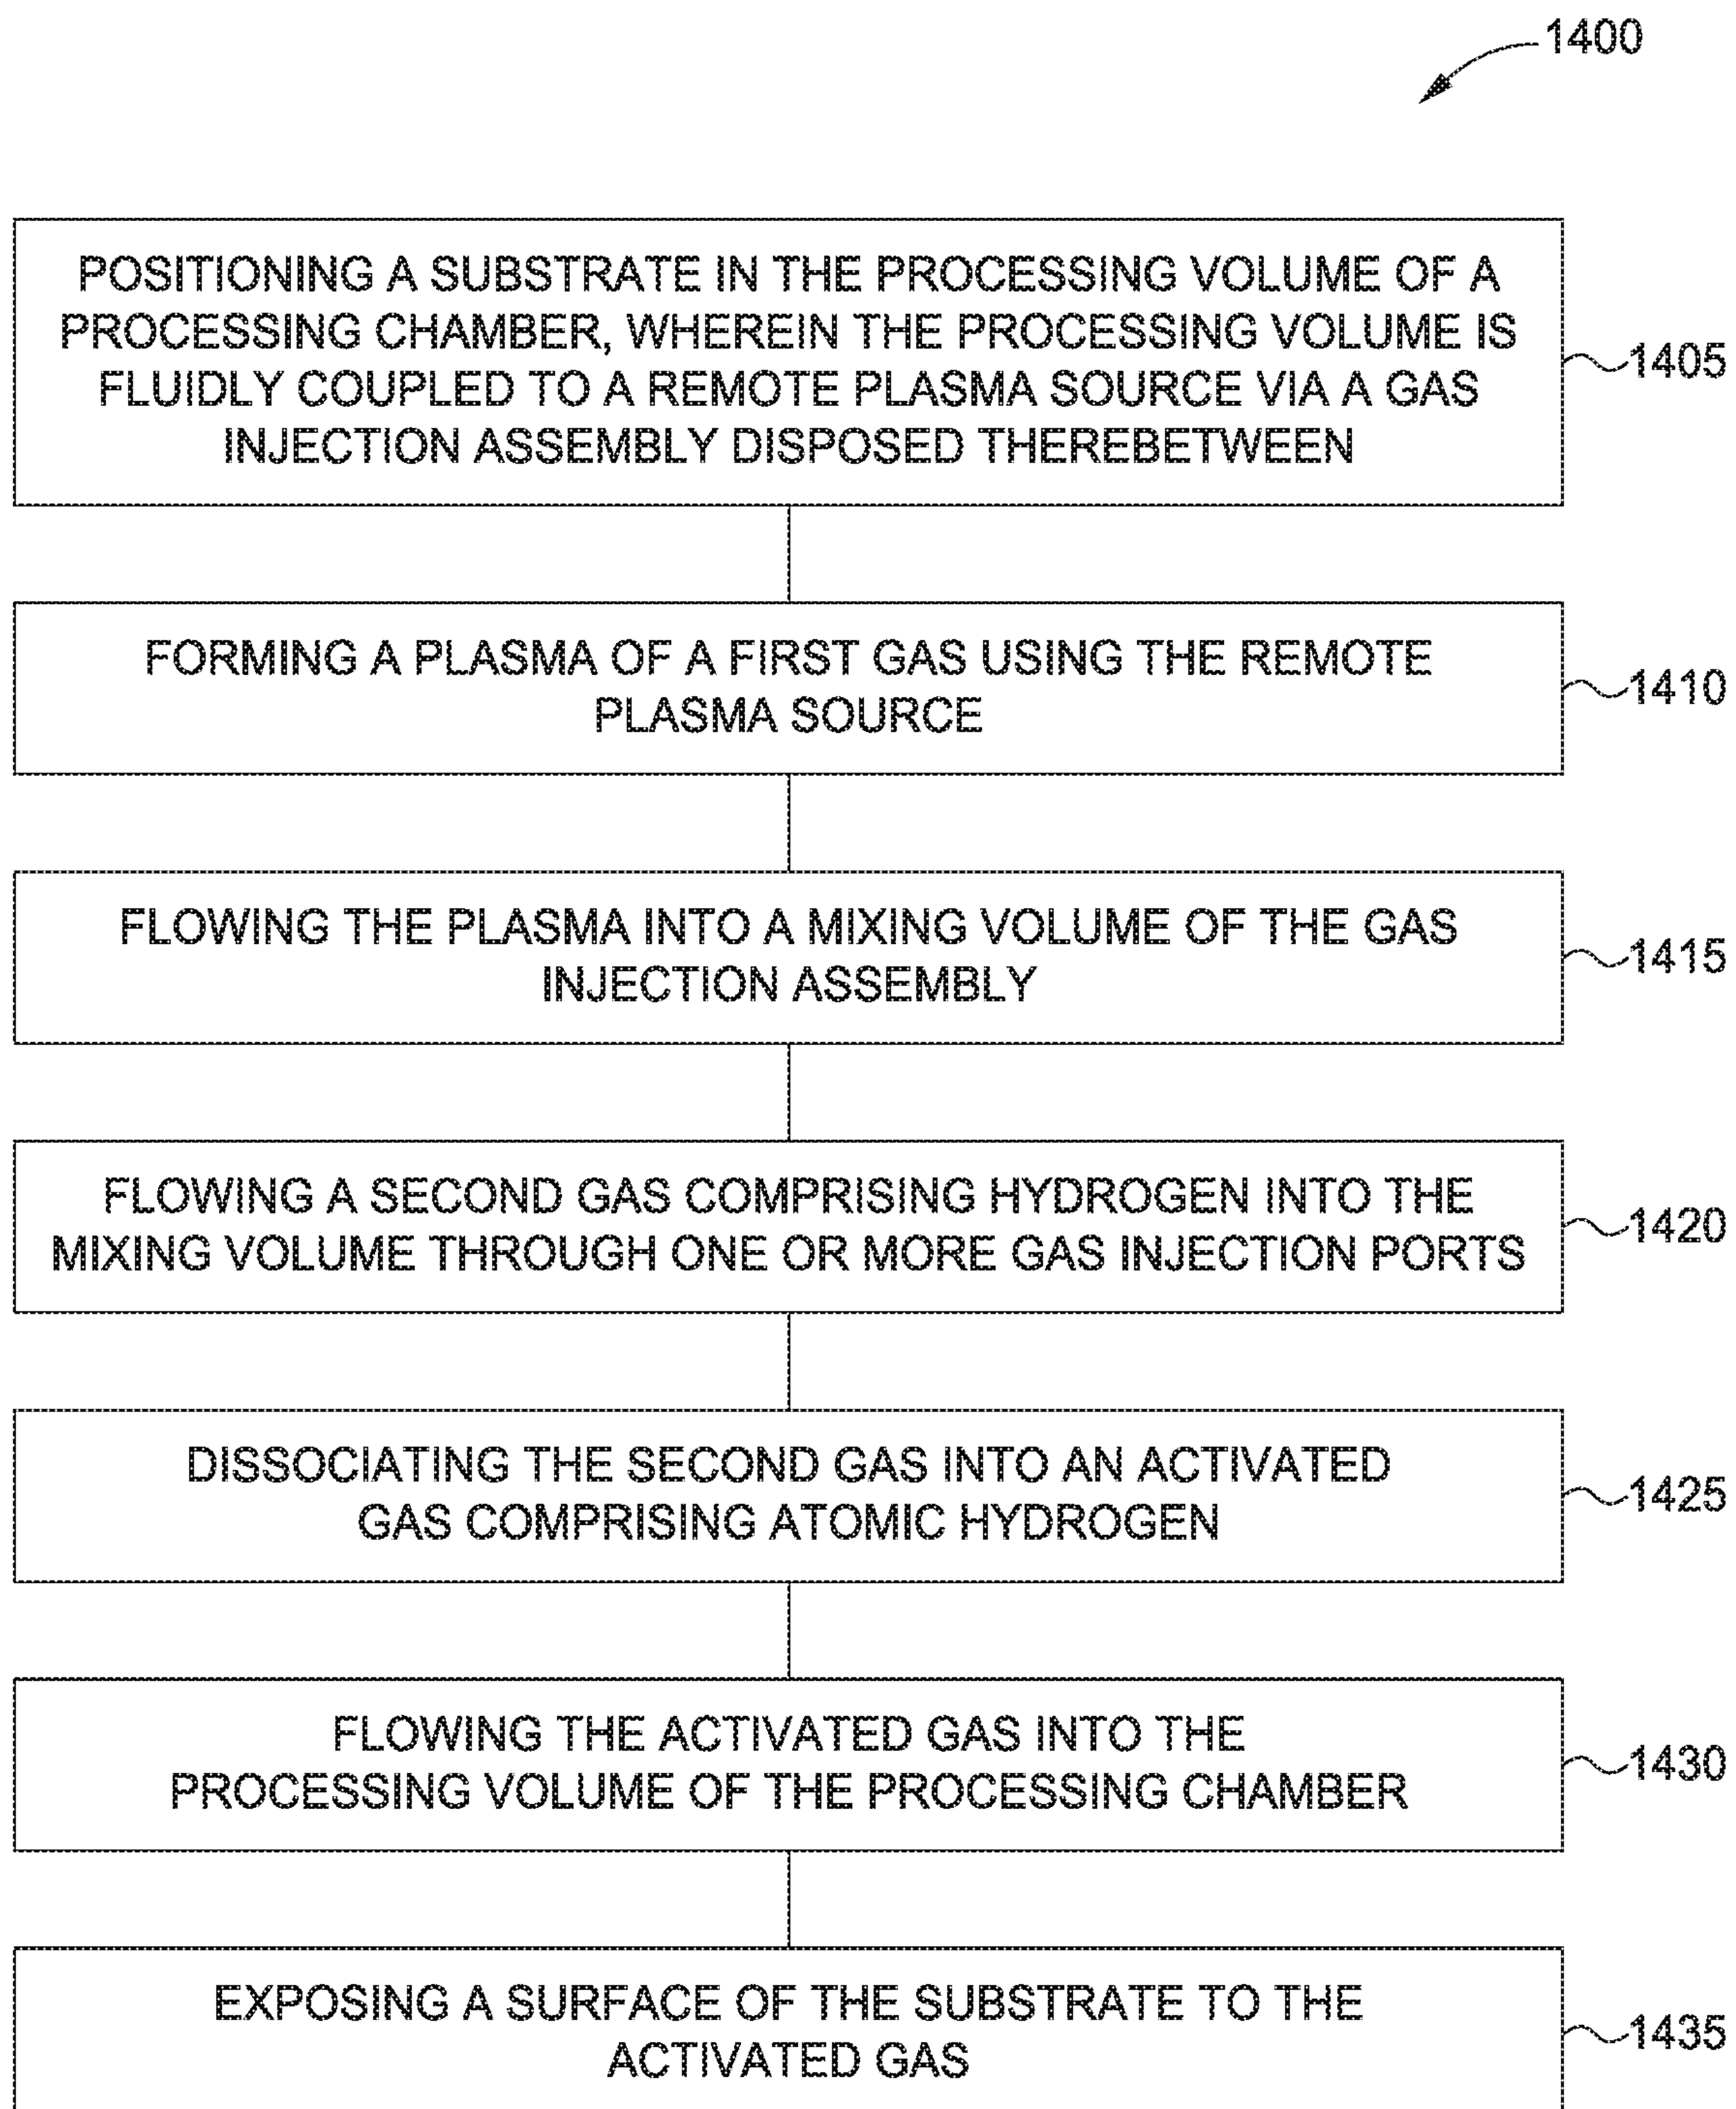 1400
POSITIONING A SUBSTRATE IN THE PROCESSING VOLUME OF A
PROCESSING CHAMBER, WHEREIN THE PROCESSING VOLUME IS
FLUIDLY COUPLED TO A REMOTE PLASMA SOURCE VIA A GAS
INJECTION ASSEMBLY DISPOSED THEREBETWEEN
1405
FORMING A PLASMA OF A FIRST GAS USING THE REMOTE
PLASMA SOURCE
1410
FLOWING THE PLASMA INTO A MIXING VOLUME OF THE GAS
INJECTION ASSEMBLY
1415
FLOWING A SECOND GAS COMPRISING HYDROGEN INTO THE
MIXING VOLUME THROUGH ONE OR MORE GAS INJECTION PORTS
1420
DISSOCIATING THE SECOND GAS INTO AN ACTIVATED
GAS COMPRISING ATOMIC HYDROGEN
1425
FLOWING THE ACTIVATED GAS INTO THE
PROCESSING VOLUME OF THE PROCESSING CHAMBER
1430
EXPOSING A SURFACE OF THE SUBSTRATE TO THE
ACTIVATED GAS
1435